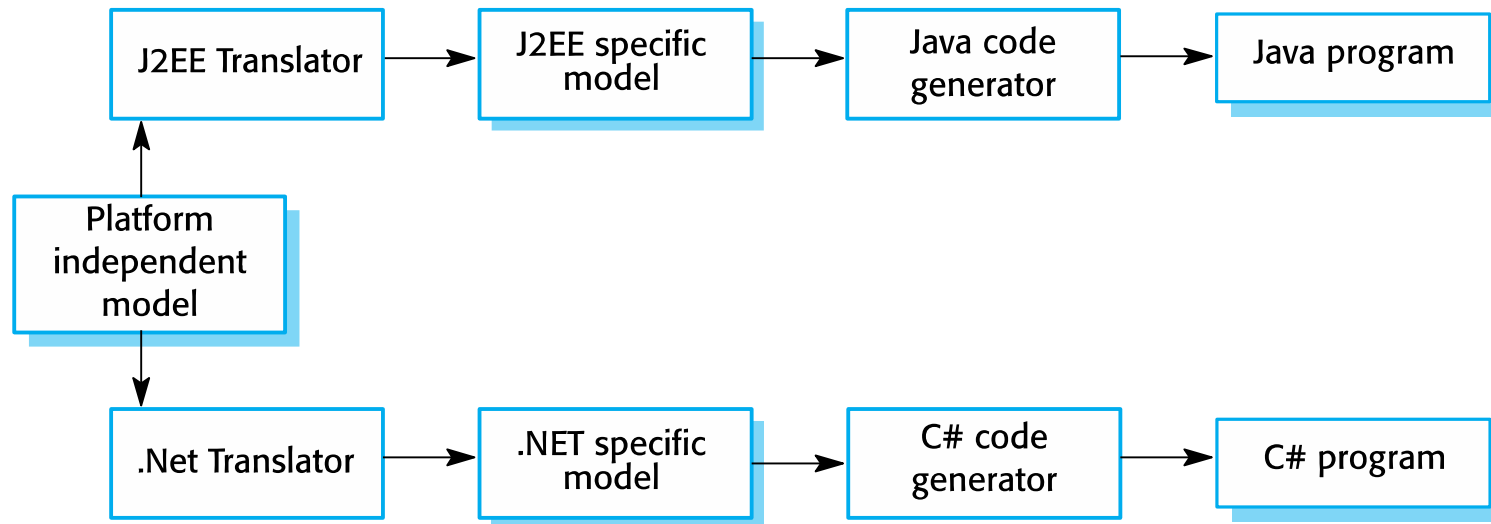 J2EE Translator
J2EE specific
model
Java code
generator
Java program
Platform
independent
model
.Net Translator
.NET specific
model
C# code
generator
C# program